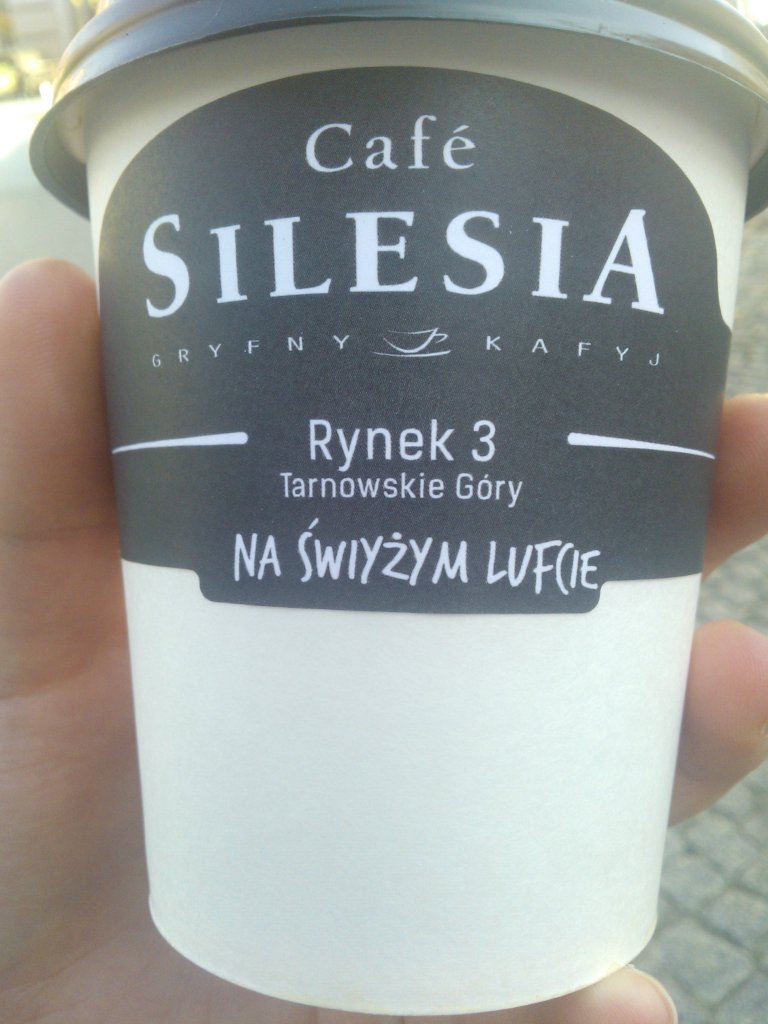 Café
SILESIA
GRYFNY KAFYJ
Rynek 3
Tarnowskie Góry
NA ŚWIYŻYM LUFCIE